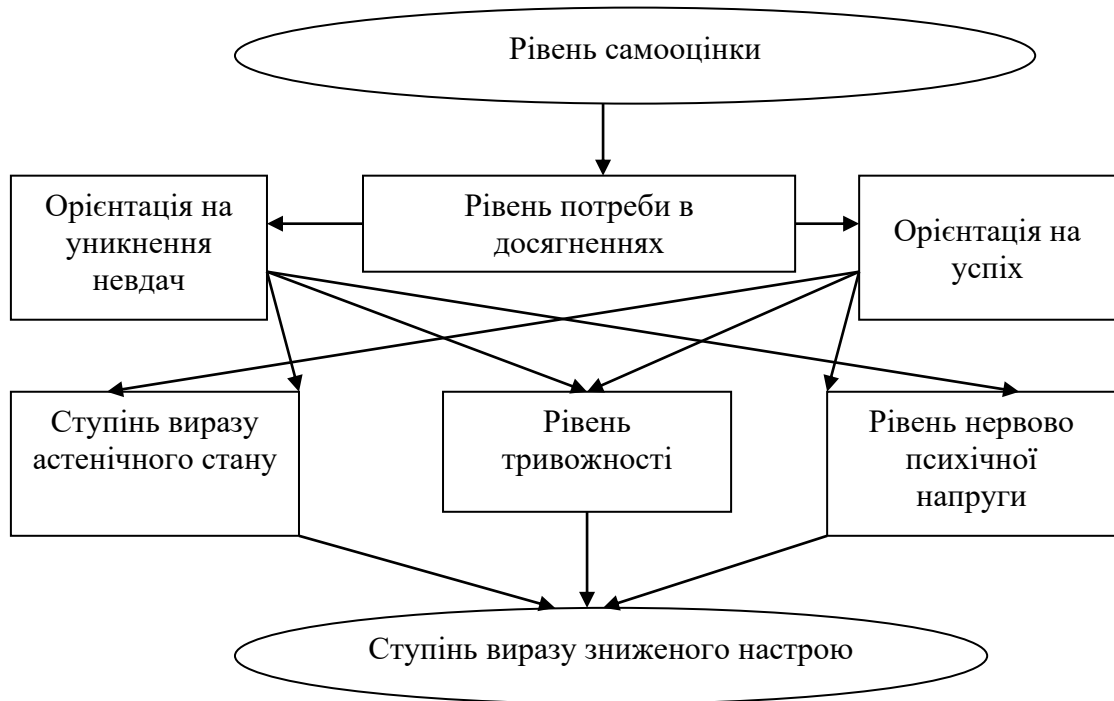 Рівень самооцінки
Орієнтація на
уникнення
невдач
Рівень потреби в
досягненнях
Орієнтація на
успіх
Ступінь виразу
астенічного стану
Рівень
тривожності
Рівень нервово
психічної
напруги
Ступінь виразу зниженого настрою